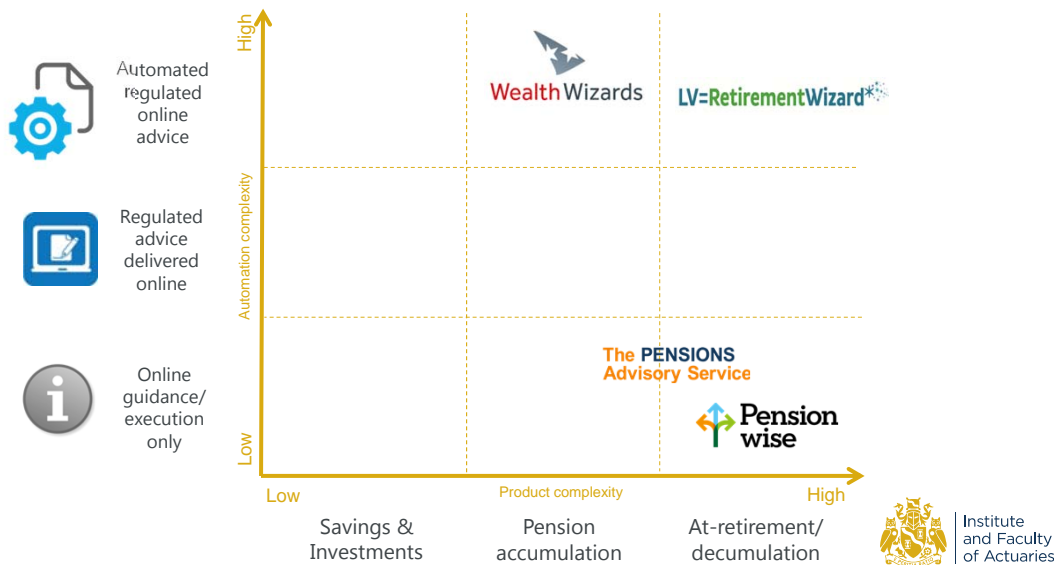 High
Automated
regulated
online
advice
WealthWizards
LV=RetirementWizard
Automation complexity
Regulated
advice
delivered
online
The PENSIONS
Advisory Service
Online
guidance/
execution
only
Pension
wise
Low
Low
Product complexity
High
Savings &
Investments
Pension
accumulation
At-retirement/
decumulation
Institute
and Faculty
of Actuaries